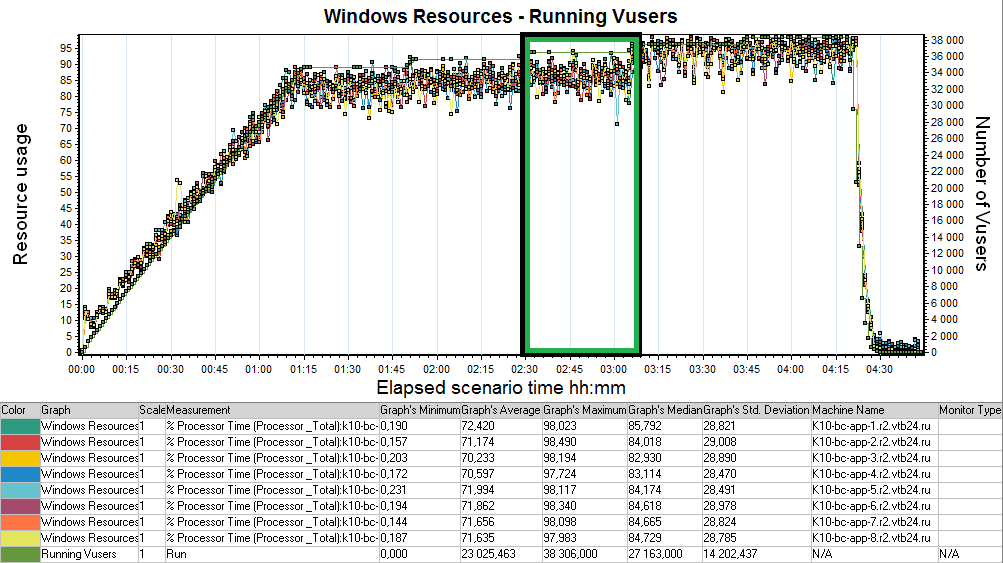 Windows Resources - Running Vusers
Resource usage
95
90
85
80
75
70
65
60
55
50
45
40
35
30
25
20
15
10
5
0
38 000
36 000
34 000
32 000
30 000
28 000
26 000
24 000
22 000
20 000
18 000
16 000
14 000
12 000
10 000
8 000
6 000
4 000
2 000
0
Number of Vusers
00:00 00:15 00:30 00:45 01:00 01:15 01:30 01:45 02:00 02:15 02:30 02:45 03:00 03:15 03:30 03:45 04:00 04:15 04:30
Elapsed scenario time hh:mm
Color Graph Scale Measurement Graph's Minimum Graph's Average Graph's Maximum Graph's Median Graph's Std. Deviation Machine Name Monitor Type
Windows Resources 1 % Processor Time (Processor _Total):k10-bc- 0,190 72,420 98,023 85,792 28,821 K10-bc-app-1.r2.vtb24.ru
Windows Resources 1 % Processor Time (Processor _Total):k10-bc- 0,157 71,174 98,490 84,018 29,008 K10-bc-app-2.r2.vtb24.ru
Windows Resources 1 % Processor Time (Processor _Total):k10-bc- 0,203 70,233 98,194 82,930 28,890 K10-bc-app-3.r2.vtb24.ru
Windows Resources 1 % Processor Time (Processor _Total):k10-bc- 0,172 70,597 97,724 83,114 28,470 K10-bc-app-4.r2.vtb24.ru
Windows Resources 1 % Processor Time (Processor _Total):k10-bc- 0,231 71,994 98,117 84,174 28,491 K10-bc-app-5.r2.vtb24.ru
Windows Resources 1 % Processor Time (Processor _Total):k10-bc- 0,194 71,862 98,340 84,618 28,978 K10-bc-app-6.r2.vtb24.ru
Windows Resources 1 % Processor Time (Processor _Total):k10-bc- 0,144 71,656 98,098 84,665 28,824 K10-bc-app-7.r2.vtb24.ru
Windows Resources 1 % Processor Time (Processor _Total):k10-bc- 0,187 71,635 97,983 84,729 28,785 K10-bc-app-8.r2.vtb24.ru
Running Vusers 1 Run 0,000 23 025,463 38 306,000 27 163,000 14 202,437 N/A N/A